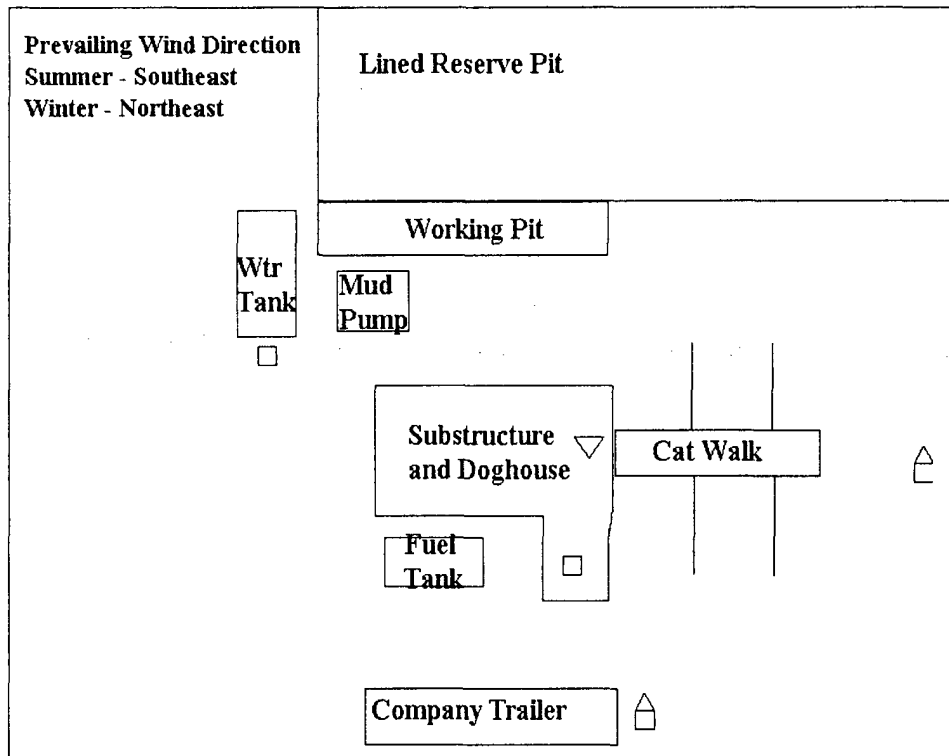 Prevailing Wind Direction
Summer - Southeast
Winter - Northeast
Lined Reserve Pit
Working Pit
Wtr
Tank
Mud
Pump
Substructure
and Doghouse
Cat Walk
Fuel
Tank
Company Trailer